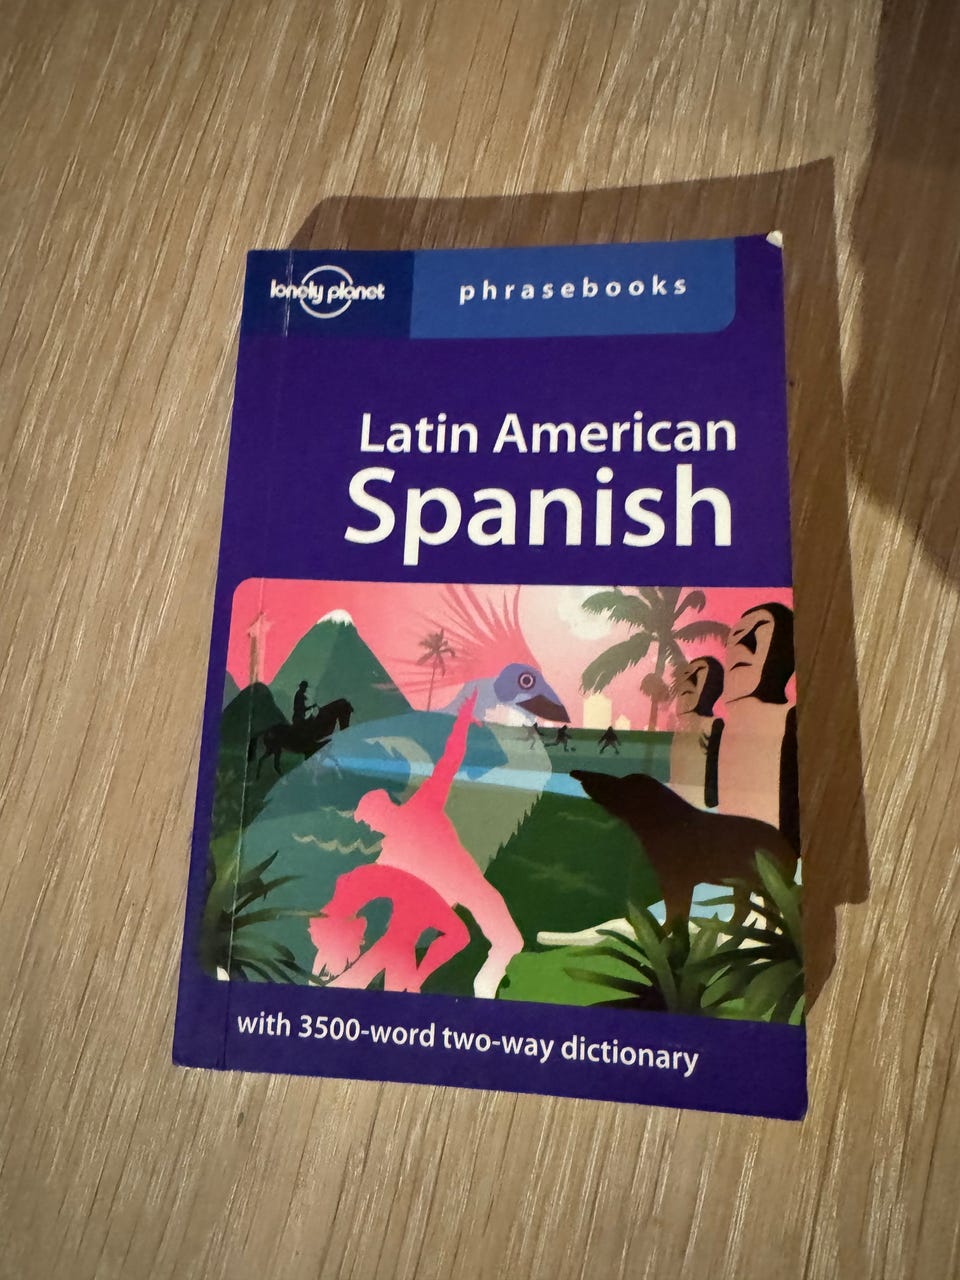 lonely planet
phrasebooks
Latin American
Spanish
with 3500-word two-way dictionary